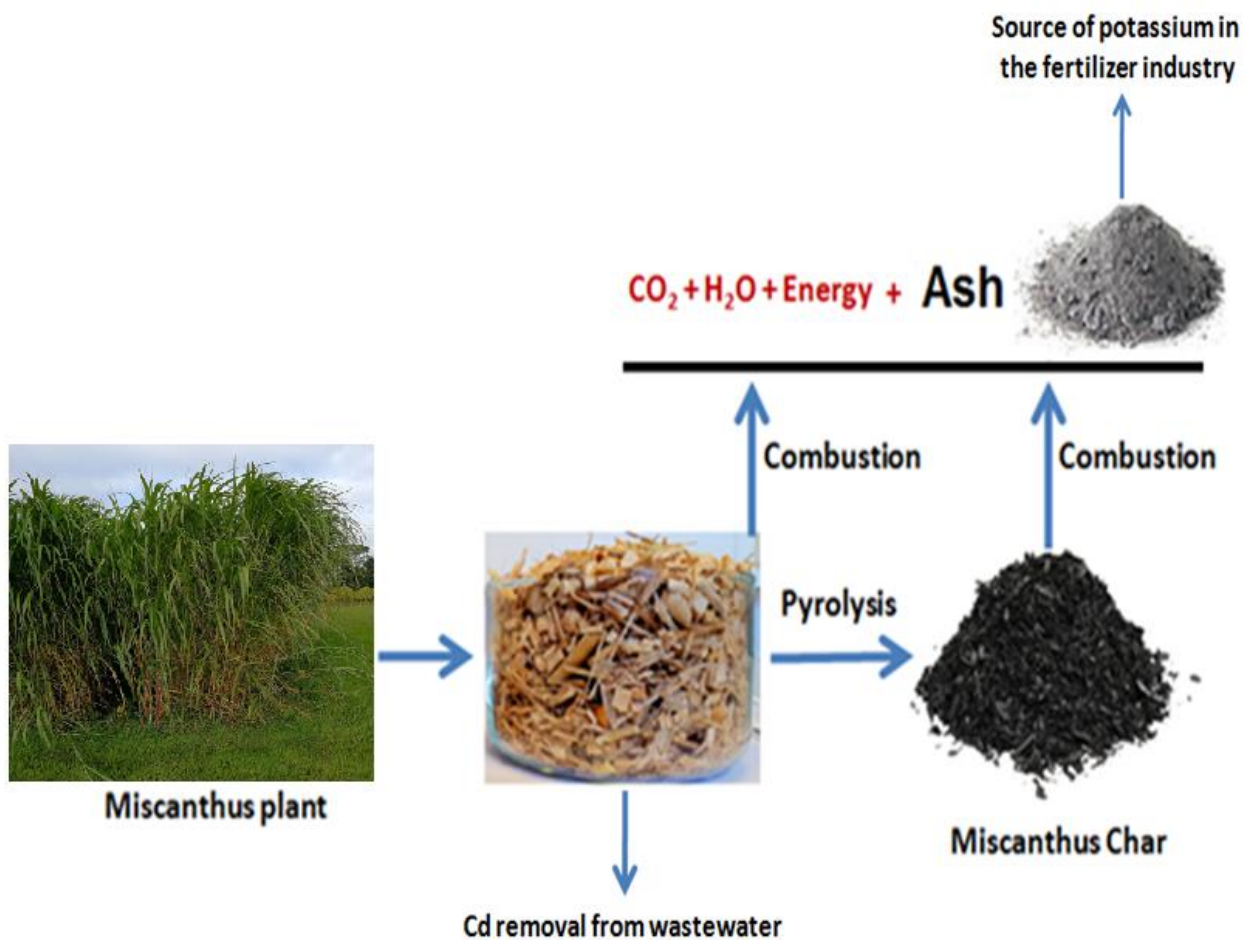 Source of potassium in
the fertilizer industry
CO₂ + H₂O + Energy + Ash
Combustion
Combustion
Pyrolysis
Miscanthus plant
Miscanthus Char
Cd removal from wastewater